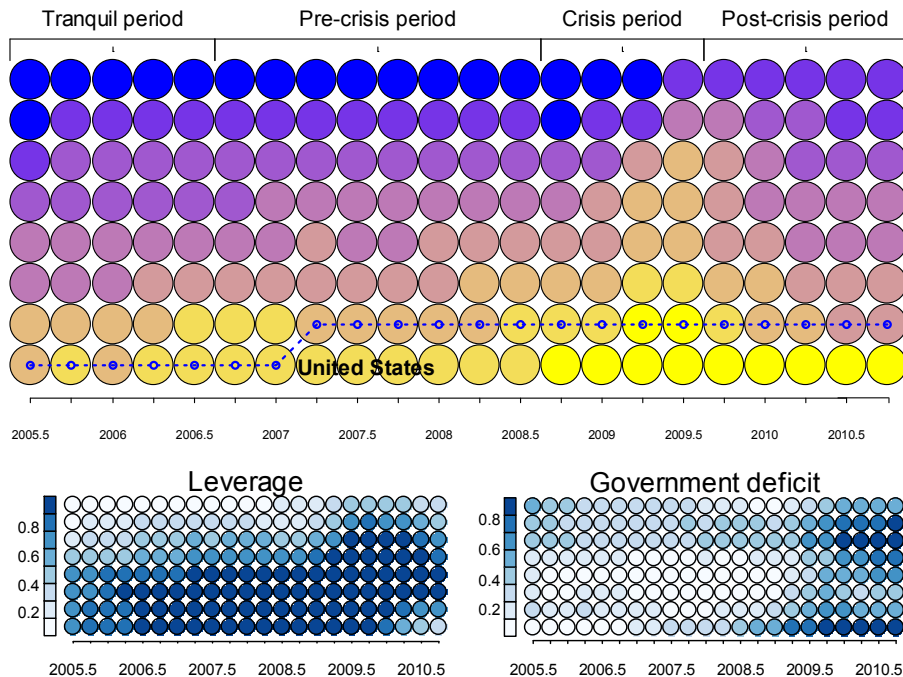 Tranquil period Pre-crisis period Crisis period Post-crisis period
United States
2005.5 2006 2006.5 2007 2007.5 2008 2008.5 2009 2009.5 2010 2010.5
Leverage Government deficit
0.8 0.8
0.6 0.6
0.4 0.4
0.2 0.2
2005.5 2006.5 2007.5 2008.5 2009.5 2010.5 2005.5 2006.5 2007.5 2008.5 2009.5 2010.5